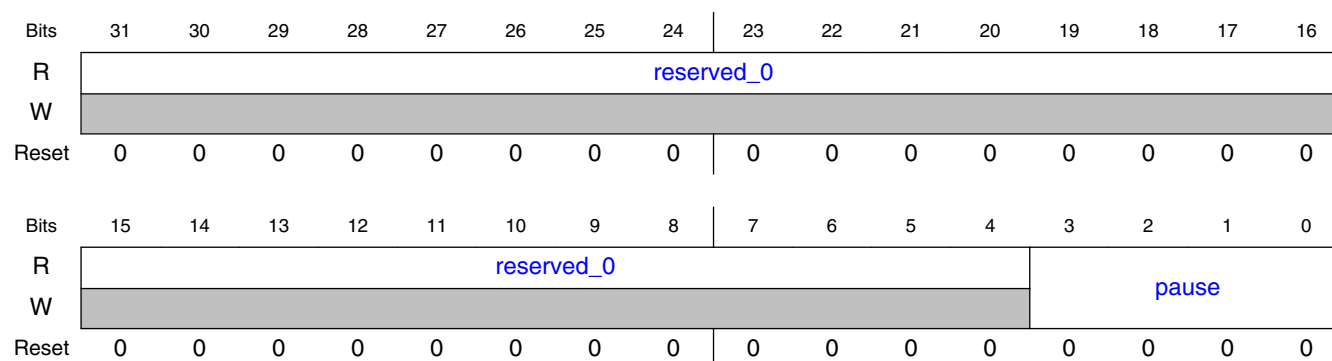 Bits 31 30 29 28 27 26 25 24 23 22 21 20 19 18 17 16
R reserved_0
W
Reset 0 0 0 0 0 0 0 0 0 0 0 0 0 0 0 0
Bits 15 14 13 12 11 10 9 8 7 6 5 4 3 2 1 0
R reserved_0 pause
W
Reset 0 0 0 0 0 0 0 0 0 0 0 0 0 0 0 0